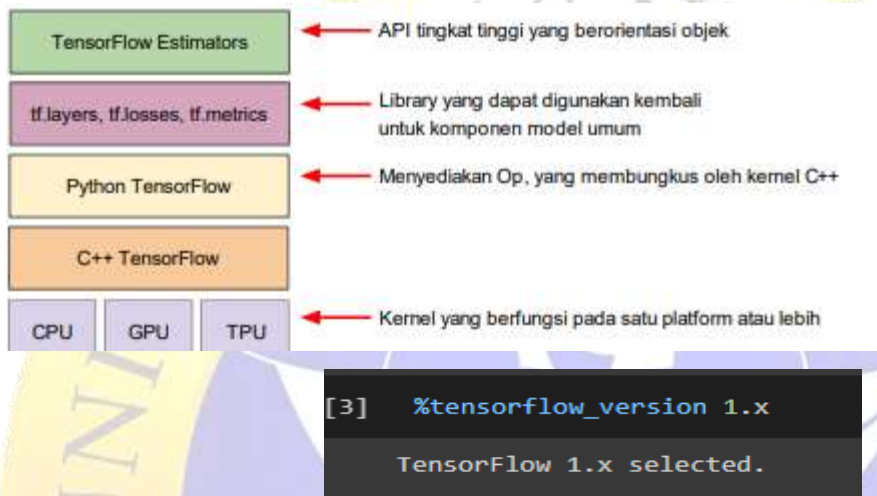 TensorFlow Estimators
API tingkat tinggi yang berorientasi objek
tf.layers, tf.losses, tf.metrics
Library yang dapat digunakan kembali
untuk komponen model umum
Python TensorFlow
Menyediakan Op, yang membungkus oleh kernel C++
C++ TensorFlow
CPU GPU TPU
Kernel yang berfungsi pada satu platform atau lebih
[3] %tensorflow_version 1.x
TensorFlow 1.x selected.
UNI